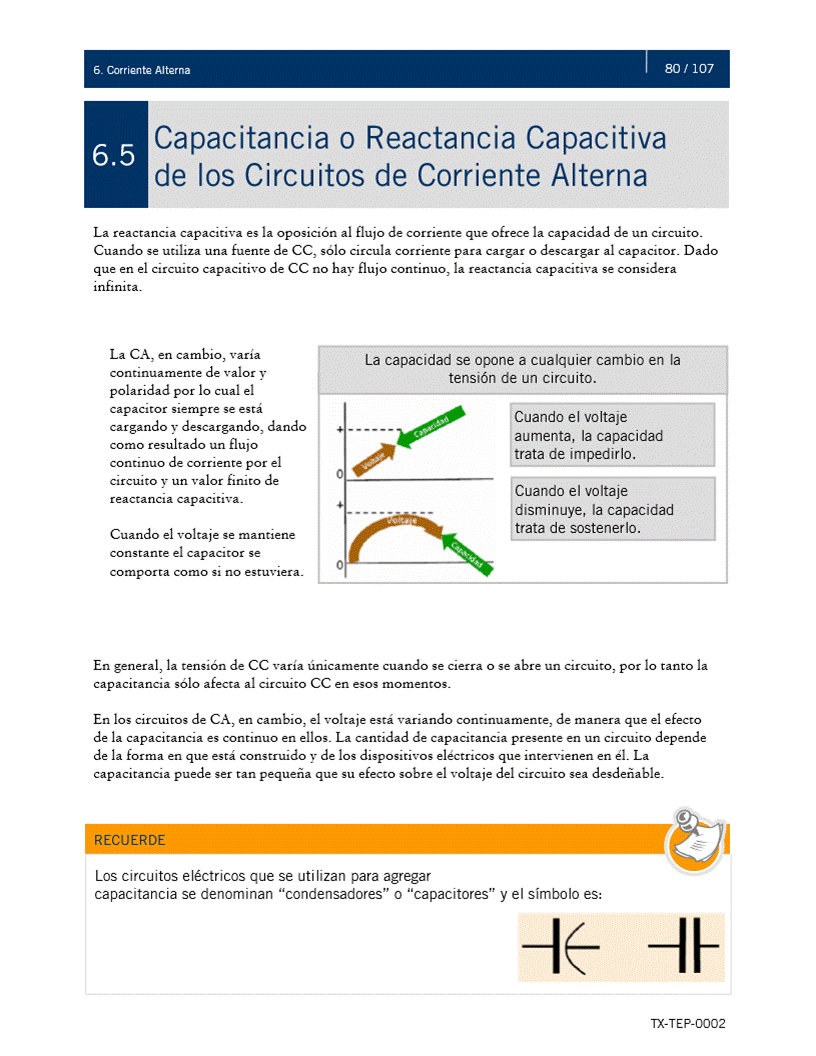 6. Corriente Alterna
80 / 107
6.5
Capacitancia o Reactancia Capacitiva
de los Circuitos de Corriente Alterna
La reactancia capacitiva es la oposición al flujo de corriente que ofrece la capacidad de un circuito.
Cuando se utiliza una fuente de CC, sólo circula corriente para cargar o descargar al capacitor. Dado
que en el circuito capacitivo de CC no hay flujo continuo, la reactancia capacitiva se considera
infinita.
La CA, en cambio, varía
continuamente de valor y
polaridad por lo cual el
capacitor siempre se está
cargando y descargando, dando
como resultado un flujo
continuo de corriente por el
circuito y un valor finito de
reactancia capacitiva.
Cuando el voltaje se mantiene
constante el capacitor se
comporta como si no estuviera.
La capacidad se opone a cualquier cambio en la
tensión de un circuito.
+
Capacidad
Voltaje
0
Cuando el voltaje
aumenta, la capacidad
trata de impedirlo.
+
Voltaje
Capacidad
0
Cuando el voltaje
disminuye, la capacidad
trata de sostenerlo.
En general, la tensión de CC varía únicamente cuando se cierra o se abre un circuito, por lo tanto la
capacitancia sólo afecta al circuito CC en esos momentos.
En los circuitos de CA, en cambio, el voltaje está variando continuamente, de manera que el efecto
de la capacitancia es continuo en ellos. La cantidad de capacitancia presente en un circuito depende
de la forma en que está construido y de los dispositivos eléctricos que intervienen en él. La
capacitancia puede ser tan pequeña que su efecto sobre el voltaje del circuito sea desdeñable.
RECUERDE
Los circuitos eléctricos que se utilizan para agregar
capacitancia se denominan “condensadores” o “capacitores” y el símbolo es:
TX-TEP-0002